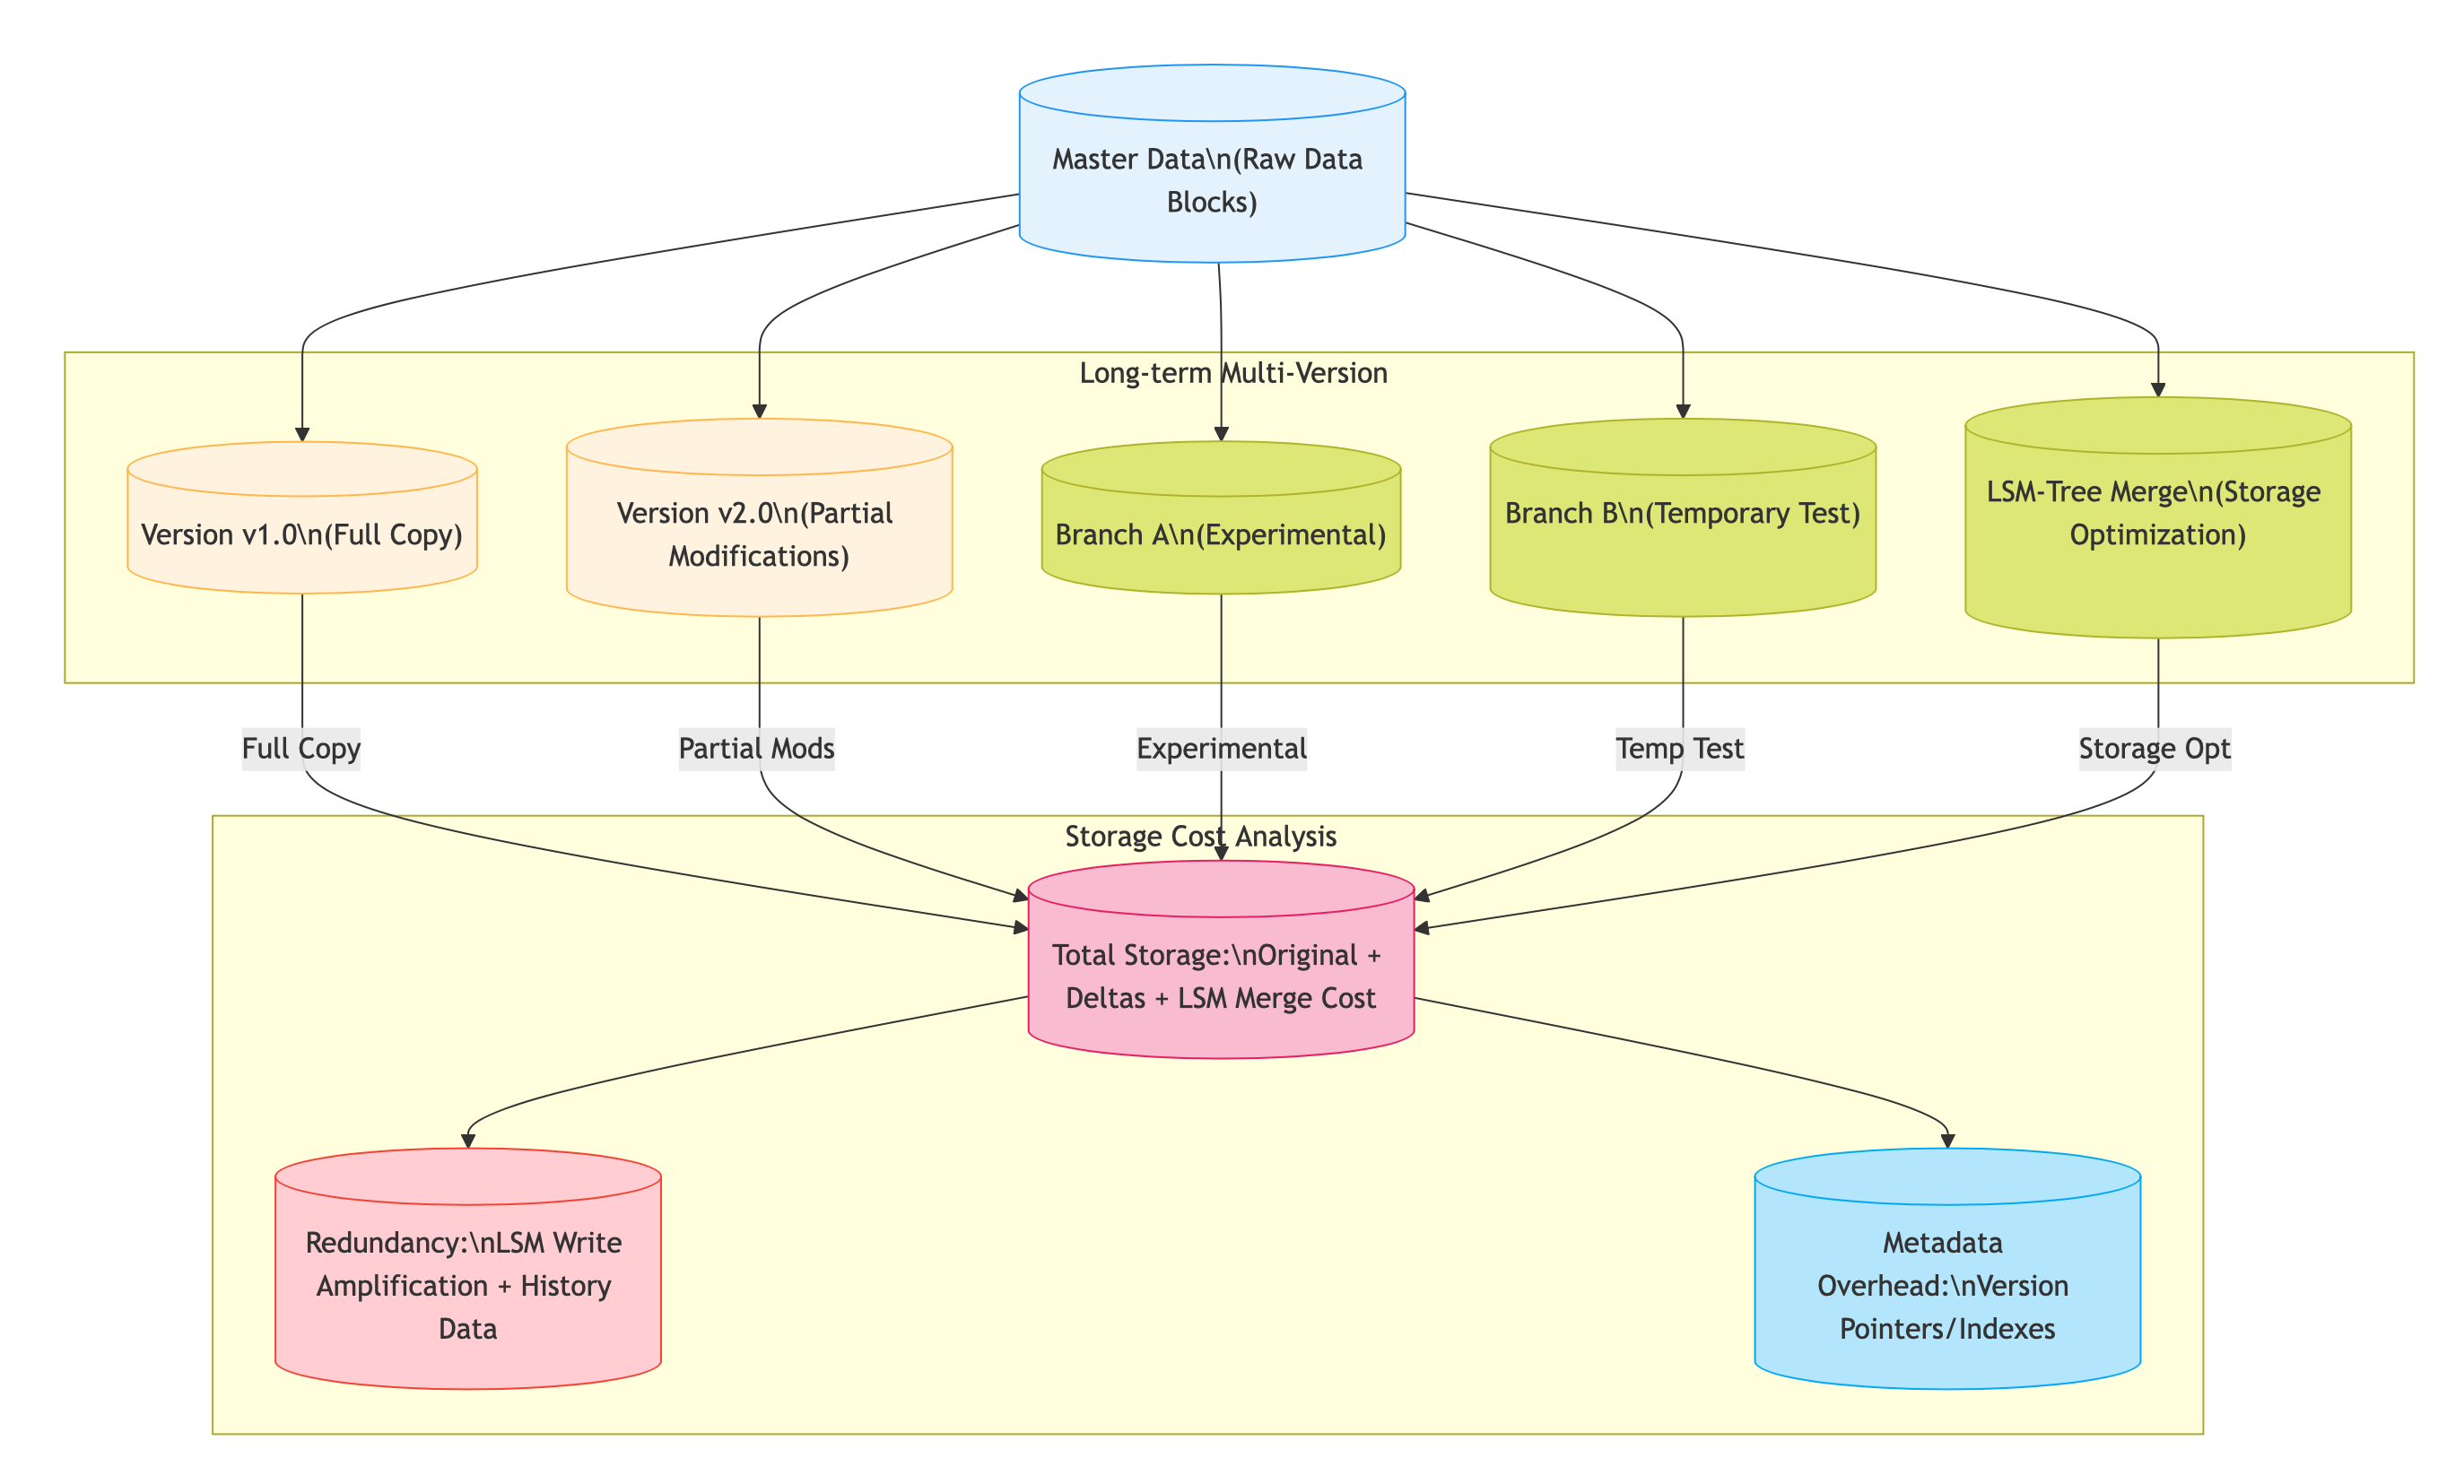 Master Data\n(Raw Data
Blocks)
Long-term Multi-Version
Version v1.0\n(Full Copy)
Version v2.0\n(Partial
Modifications)
Branch A\n(Experimental)
Branch B\n(Temporary Test)
LSM-Tree Merge\n(Storage
Optimization)
Full Copy
Partial Mods
Experimental
Temp Test
Storage Opt
Storage Cost Analysis
Total Storage:\nOriginal +
Deltas + LSM Merge Cost
Redundancy:\nLSM Write
Amplification + History
Data
Metadata
Overhead:\nVersion
Pointers/Indexes